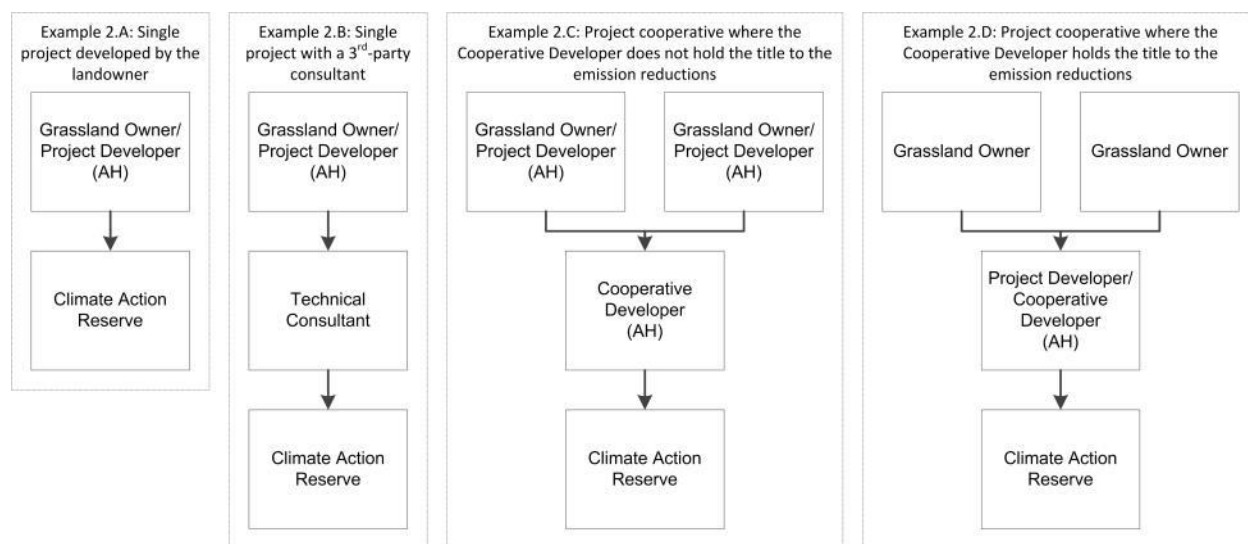 Example 2.A: Single
project developed by the
landowner
Grassland Owner/
Project Developer
(AH)
Climate Action
Reserve
Example 2.B: Single
project with a 3rd-party
consultant
Grassland Owner/
Project Developer
(AH)
Technical
Consultant
Climate Action
Reserve
Example 2.C: Project cooperative where the
Cooperative Developer does not hold the title to the
emission reductions
Grassland Owner/
Project Developer
(AH)
Grassland Owner/
Project Developer
(AH)
Cooperative
Developer
(AH)
Climate Action
Reserve
Example 2.D: Project cooperative where the
Cooperative Developer holds the title to the
emission reductions
Grassland Owner
Grassland Owner
Project Developer/
Cooperative
Developer
(AH)
Climate Action
Reserve